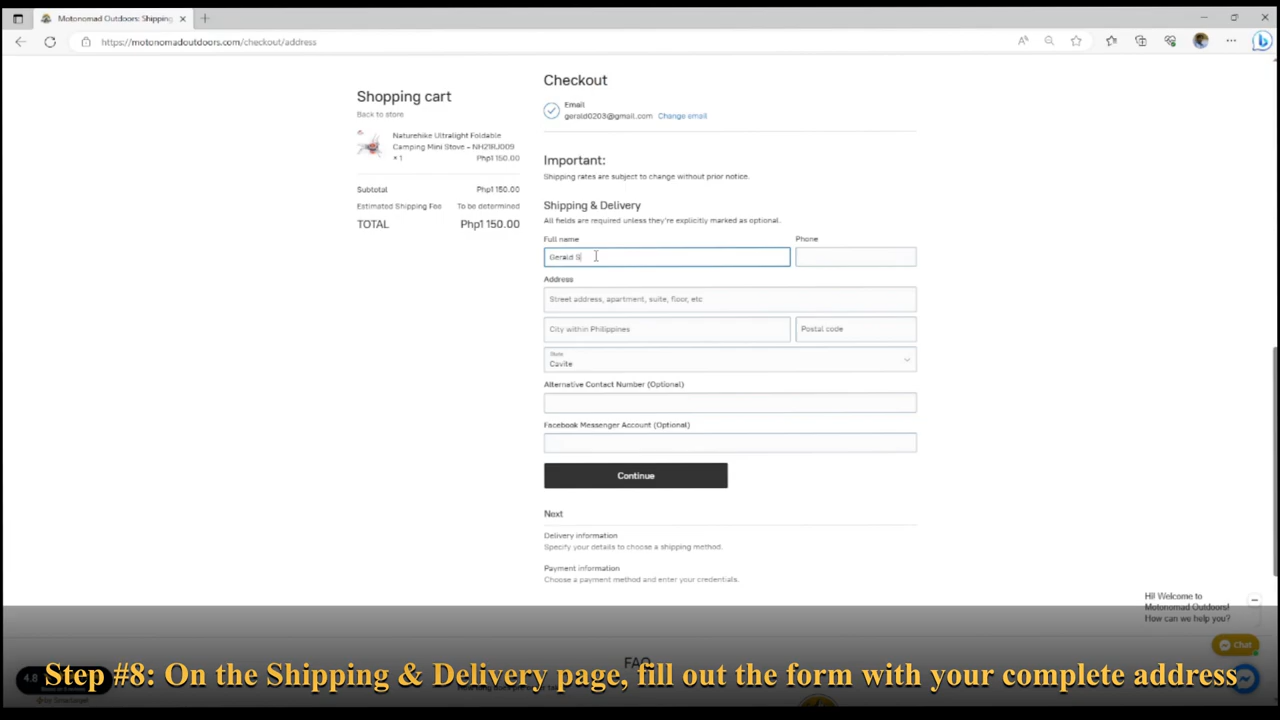 Motonomad Outdoors: Shipping
https://motonomadoutdoors.com/checkout/address
Shopping cart
Back to store
Naturehike Ultralight Foldable
Camping Mini Stove - NH21RJ009
× 1 Php1 150.00
Subtotal Php1 150.00
Estimated Shipping Fee To be determined
TOTAL Php1 150.00
Checkout
Email
gerald0203@gmail.com Change email
Important:
Shipping rates are subject to change without prior notice.
Shipping & Delivery
All fields are required unless they're explicitly marked as optional.
Full name Phone
Gerald S
Address
Street address, apartment, suite, floor, etc
City within Philippines Postal code
State
Cavite
Alternative Contact Number (Optional)
Facebook Messenger Account (Optional)
Continue
Next
Delivery information
Specify your details to choose a shipping method.
Payment information
Choose a payment method and enter your credentials.
Hi! Welcome to
Motonomad Outdoors!
How can we help you?
Chat
FAQ
4.8
Step #8: On the Shipping & Delivery page, fill out the form with your complete address